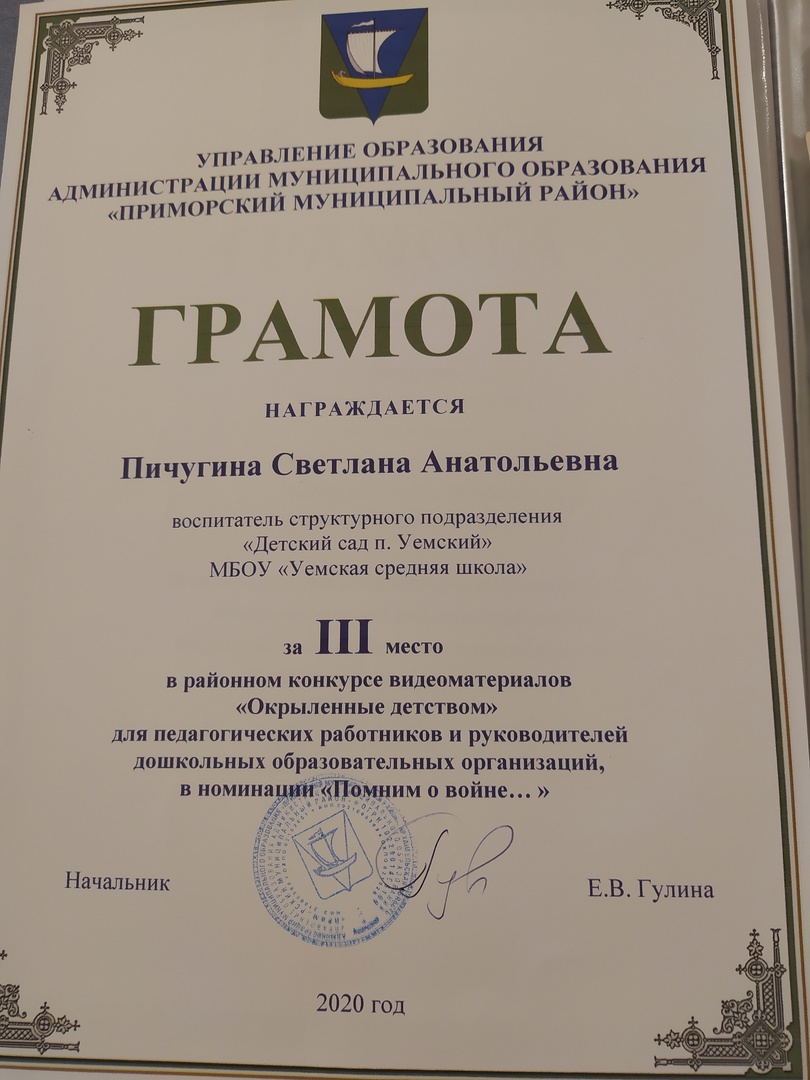 УПРАВЛЕНИЕ ОБРАЗОВАНИЯ
АДМИНИСТРАЦИИ МУНИЦИПАЛЬНОГО ОБРАЗОВАНИЯ
«ПРИМОРСКИЙ МУНИЦИПАЛЬНЫЙ РАЙОН»
ГРАМОТА
НАГРАЖДАЕТСЯ
Пичугина Светлана Анатольевна
воспитатель структурного подразделения
«Детский сад п. Уемский»
МБОУ «Уемская средняя школа»
за III место
в районном конкурсе видеоматериалов
«Окрыленные детством»
для педагогических работников и руководителей
дошкольных образовательных организаций,
в номинации «Помним о войне… »
Начальник
Е.В. Гулина
2020 год